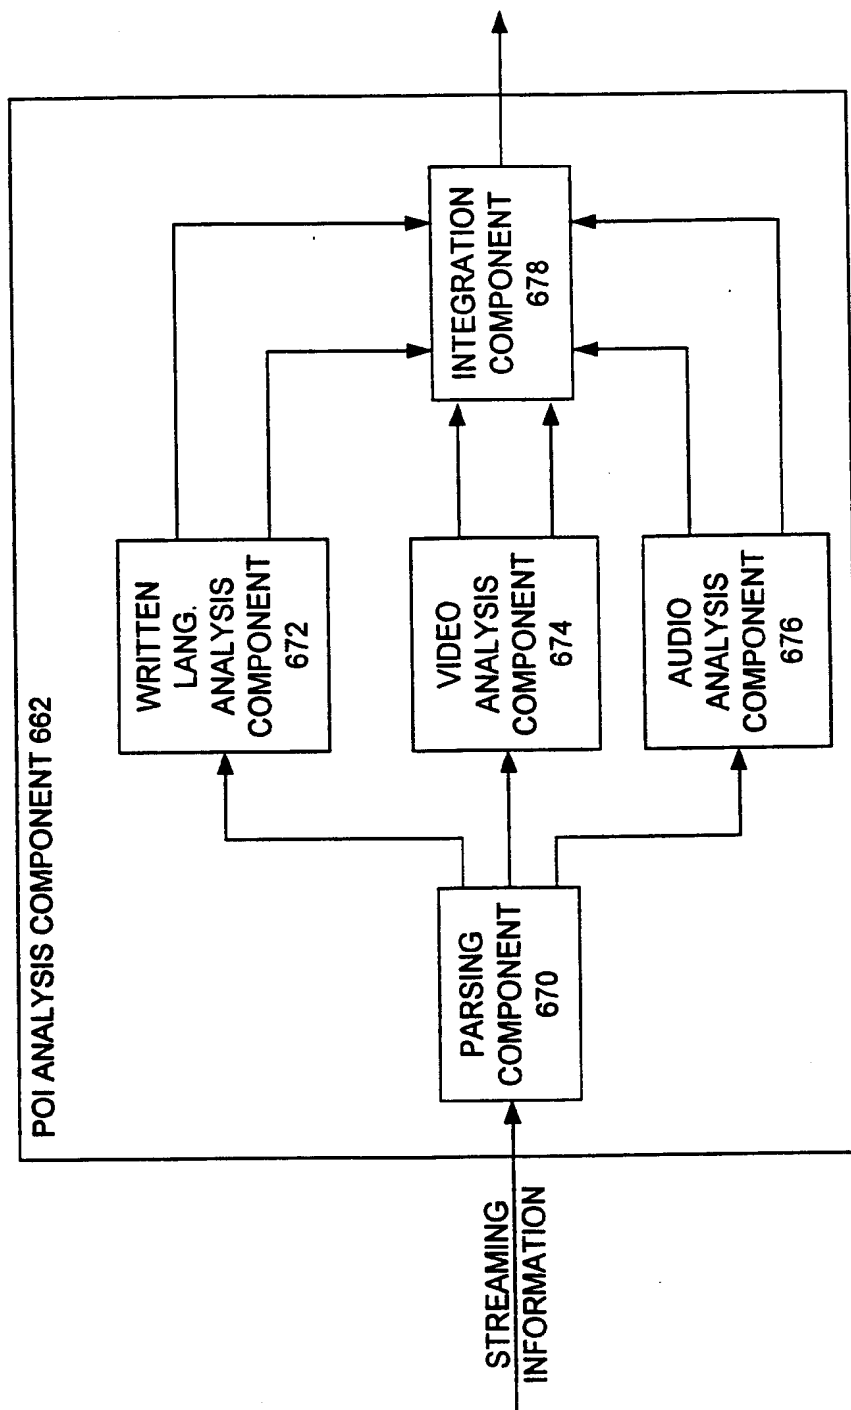 POI ANALYSIS COMPONENT 662
STREAMING
INFORMATION
PARSING
COMPONENT
670
WRITTEN
LANG.
ANALYSIS
COMPONENT
672
VIDEO
ANALYSIS
COMPONENT
674
AUDIO
ANALYSIS
COMPONENT
676
INTEGRATION
COMPONENT
678